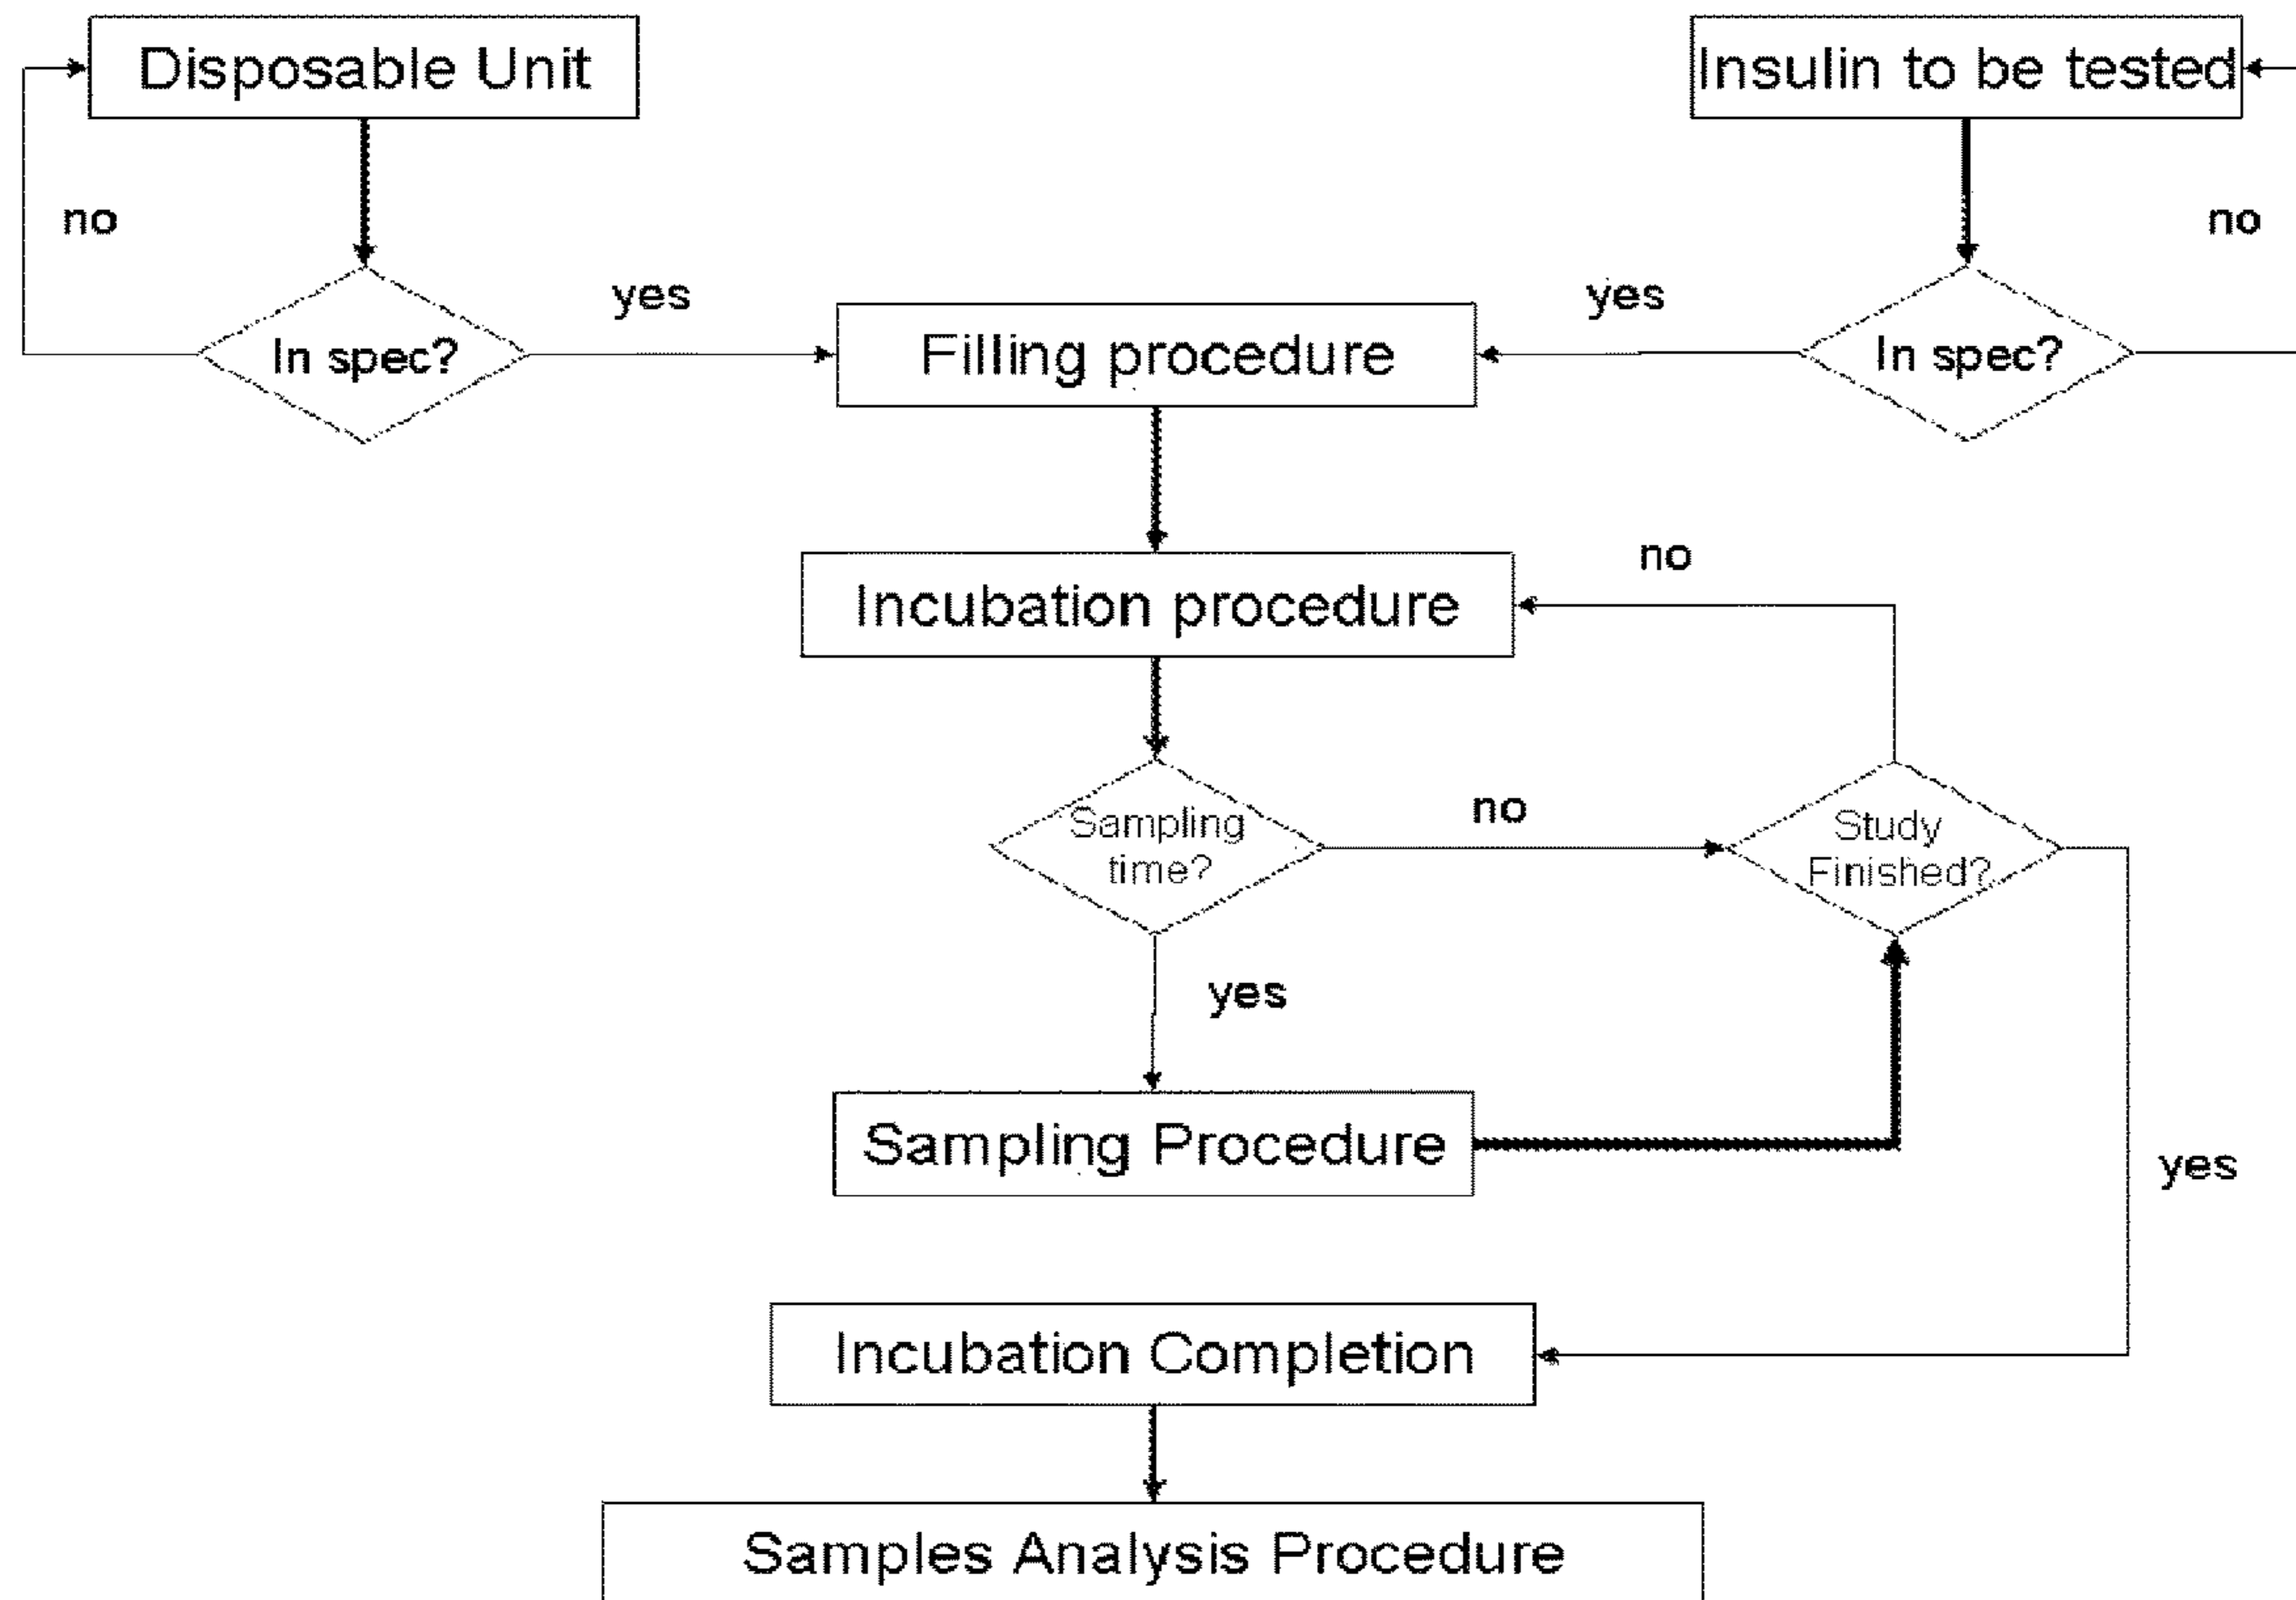 Disposable Unit
Insulin to be tested
no
no
yes
yes
In spec?
Filling procedure
In spec?
no
Incubation procedure
no
Sampling
time?
Study
Finished?
yes
Sampling Procedure
yes
Incubation Completion
Samples Analysis Procedure